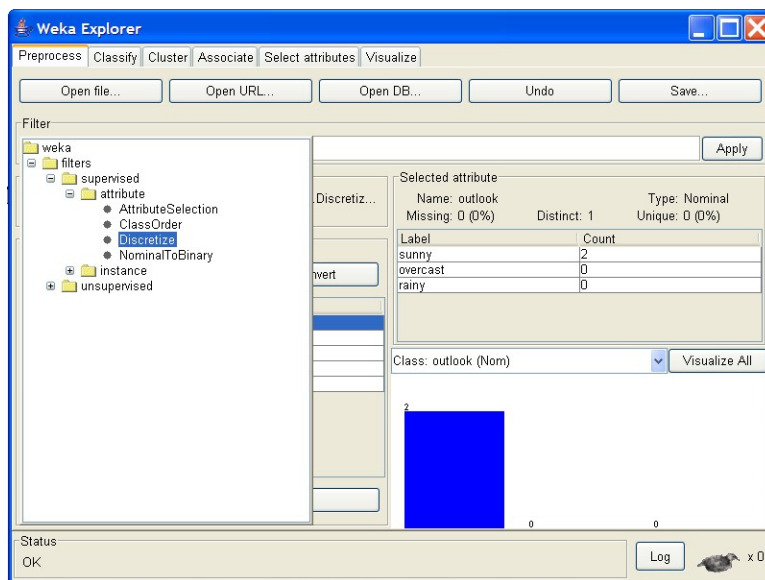 Weka Explorer
Preprocess Classify Cluster Associate Select attributes Visualize
Open file... Open URL... Open DB... Undo Save...
Filter
weka
filters
supervised
attribute
AttributeSelection
ClassOrder
Discretize
NominalToBinary
instance
unsupervised
Apply
.Discretiz...
nvert
Selected attribute
Name: outlook Type: Nominal
Missing: 0 (0%) Distinct: 1 Unique: 0 (0%)
Label Count
sunny 2
overcast 0
rainy 0
Class: outlook (Nom) Visualize All
2
0 0
Status
OK
Log x 0